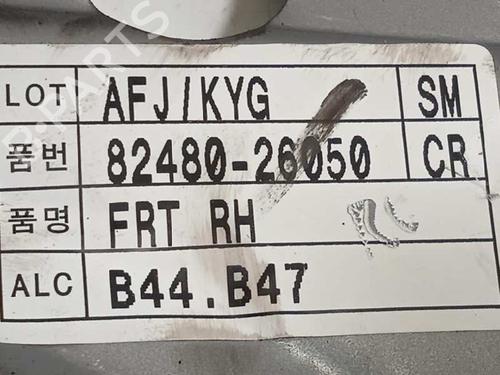 LOT AFJ/KYG SM
품번 82480-26050 CR
품명 FRT RH
ALC B44.B47